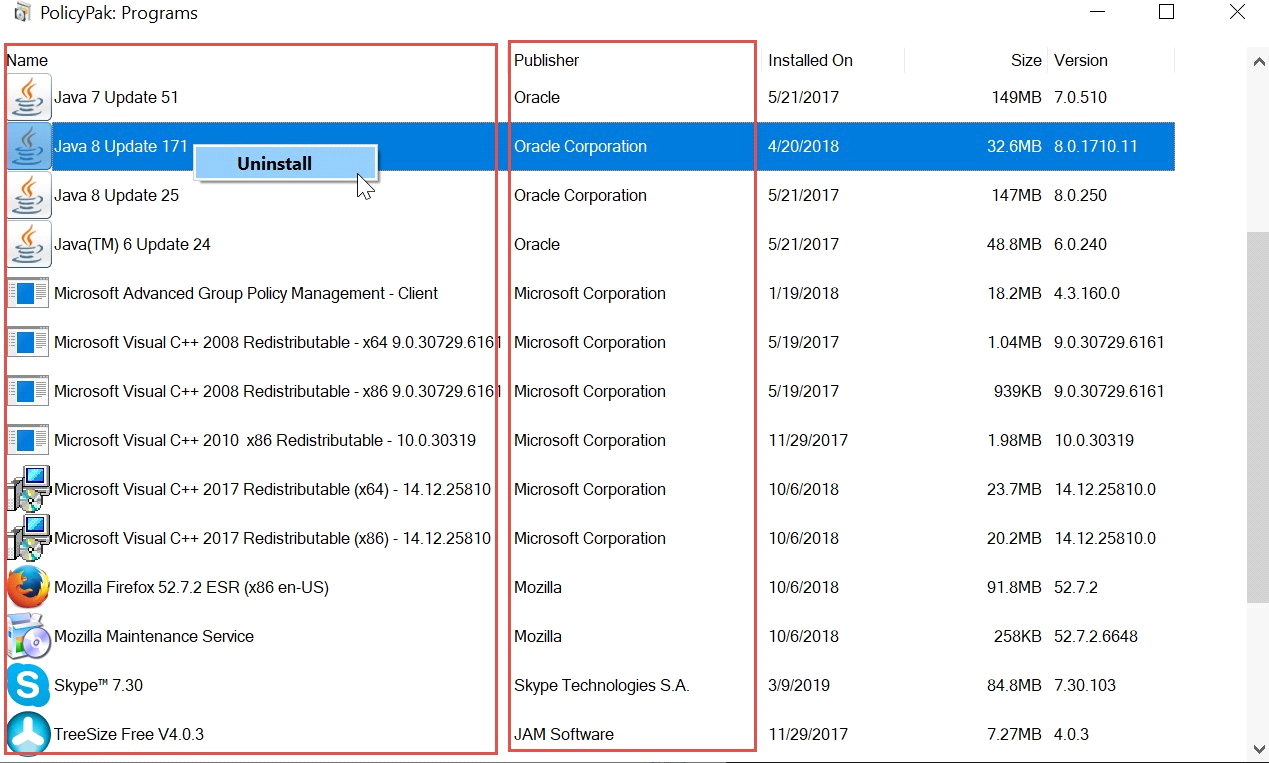 PolicyPak: Programs
Name Publisher Installed On Size Version
Java 7 Update 51 Oracle 5/21/2017 149MB 7.0.510
Java 8 Update 171 Oracle Corporation 4/20/2018 32.6MB 8.0.1710.11
Uninstall
Java 8 Update 25 Oracle Corporation 5/21/2017 147MB 8.0.250
Java(TM) 6 Update 24 Oracle 5/21/2017 48.8MB 6.0.240
Microsoft Advanced Group Policy Management - Client Microsoft Corporation 1/19/2018 18.2MB 4.3.160.0
Microsoft Visual C++ 2008 Redistributable - x64 9.0.30729.6161 Microsoft Corporation 5/19/2017 1.04MB 9.0.30729.6161
Microsoft Visual C++ 2008 Redistributable - x86 9.0.30729.6161 Microsoft Corporation 5/19/2017 939KB 9.0.30729.6161
Microsoft Visual C++ 2010  x86 Redistributable - 10.0.30319 Microsoft Corporation 11/29/2017 1.98MB 10.0.30319
Microsoft Visual C++ 2017 Redistributable (x64) - 14.12.25810 Microsoft Corporation 10/6/2018 23.7MB 14.12.25810.0
Microsoft Visual C++ 2017 Redistributable (x86) - 14.12.25810 Microsoft Corporation 10/6/2018 20.2MB 14.12.25810.0
Mozilla Firefox 52.7.2 ESR (x86 en-US) Mozilla 10/6/2018 91.8MB 52.7.2
Mozilla Maintenance Service Mozilla 10/6/2018 258KB 52.7.2.6648
Skype™ 7.30 Skype Technologies S.A. 3/9/2019 84.8MB 7.30.103
TreeSize Free V4.0.3 JAM Software 11/29/2017 7.27MB 4.0.3